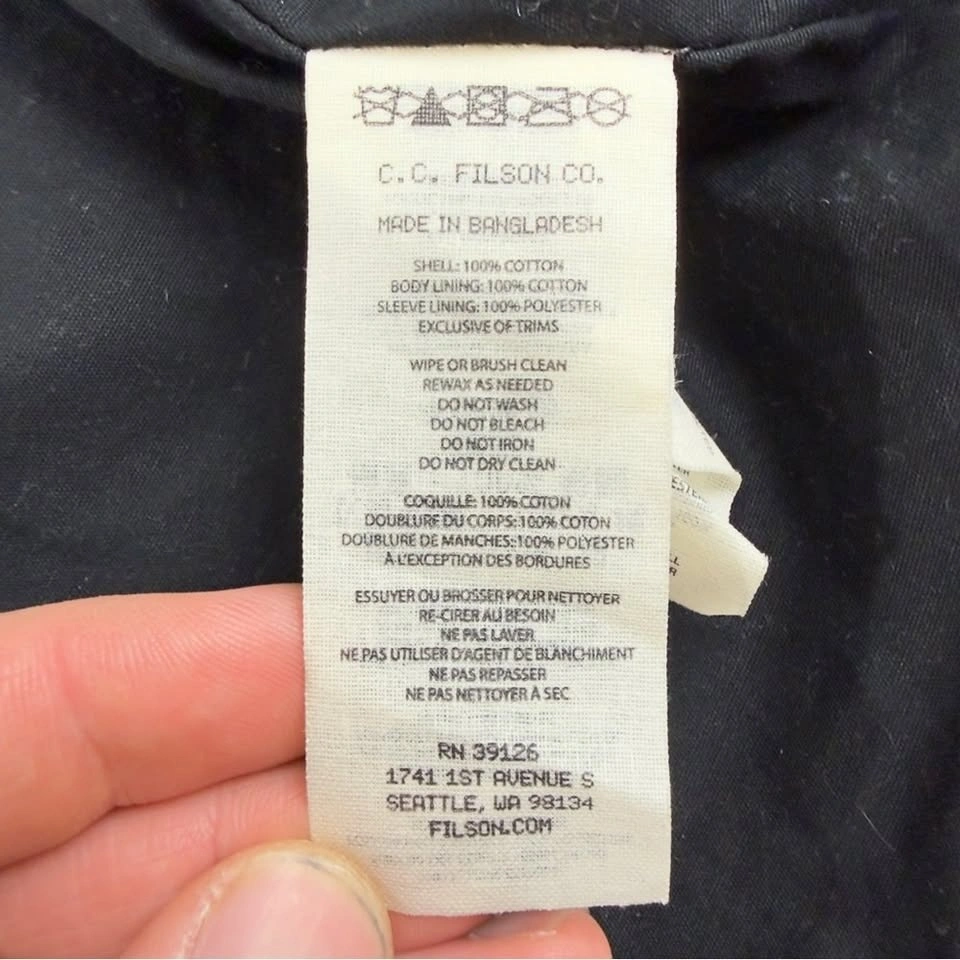 C.C. FILSON CO.
MADE IN BANGLADESH
SHELL: 100% COTTON
BODY LINING: 100% COTTON
SLEEVE LINING: 100% POLYESTER
EXCLUSIVE OF TRIMS
WIPE OR BRUSH CLEAN
REWAX AS NEEDED
DO NOT WASH
DO NOT BLEACH
DO NOT IRON
DO NOT DRY CLEAN
COQUILLE: 100% COTON
DOUBLURE DU CORPS: 100% COTON
DOUBLURE DE MANCHES: 100% POLYESTER
À L'EXCEPTION DES BORDURES
ESSUYER OU BROSSER POUR NETTOYER
RE-CIRER AU BESOIN
NE PAS LAVER
NE PAS UTILISER D'AGENT DE BLANCHIMENT
NE PAS REPASSER
NE PAS NETTOYER À SEC
RN 39126
1741 1ST AVENUE S
SEATTLE, WA 98134
FILSON.COM